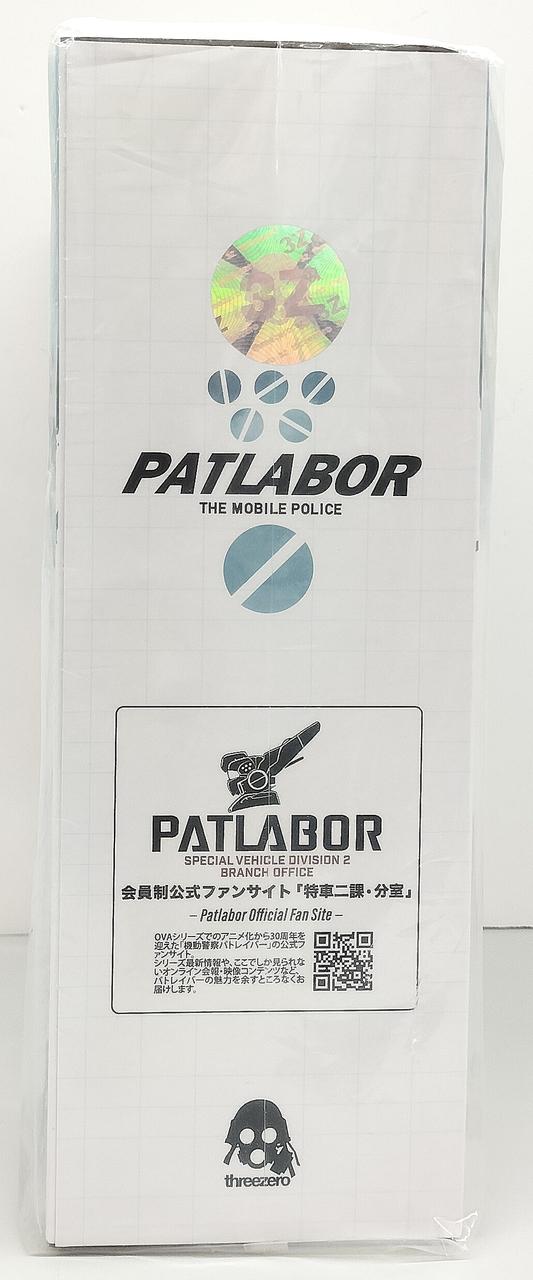 3Z
PATLABOR
THE MOBILE POLICE
PATLABOR
SPECIAL VEHICLE DIVISION 2
BRANCH OFFICE
会員制公式ファンサイト「特車二課・分室」
– Patlabor Official Fan Site –
OVAシリーズでのアニメ化から30周年を
迎えた「機動警察パトレイバー」の公式フ
ァンサイト。
シリーズ最新情報や、ここでしか見られな
いオンライン会報・映像コンテンツなど、
パトレイバーの魅力を余すところなくお
届けします。
threezero